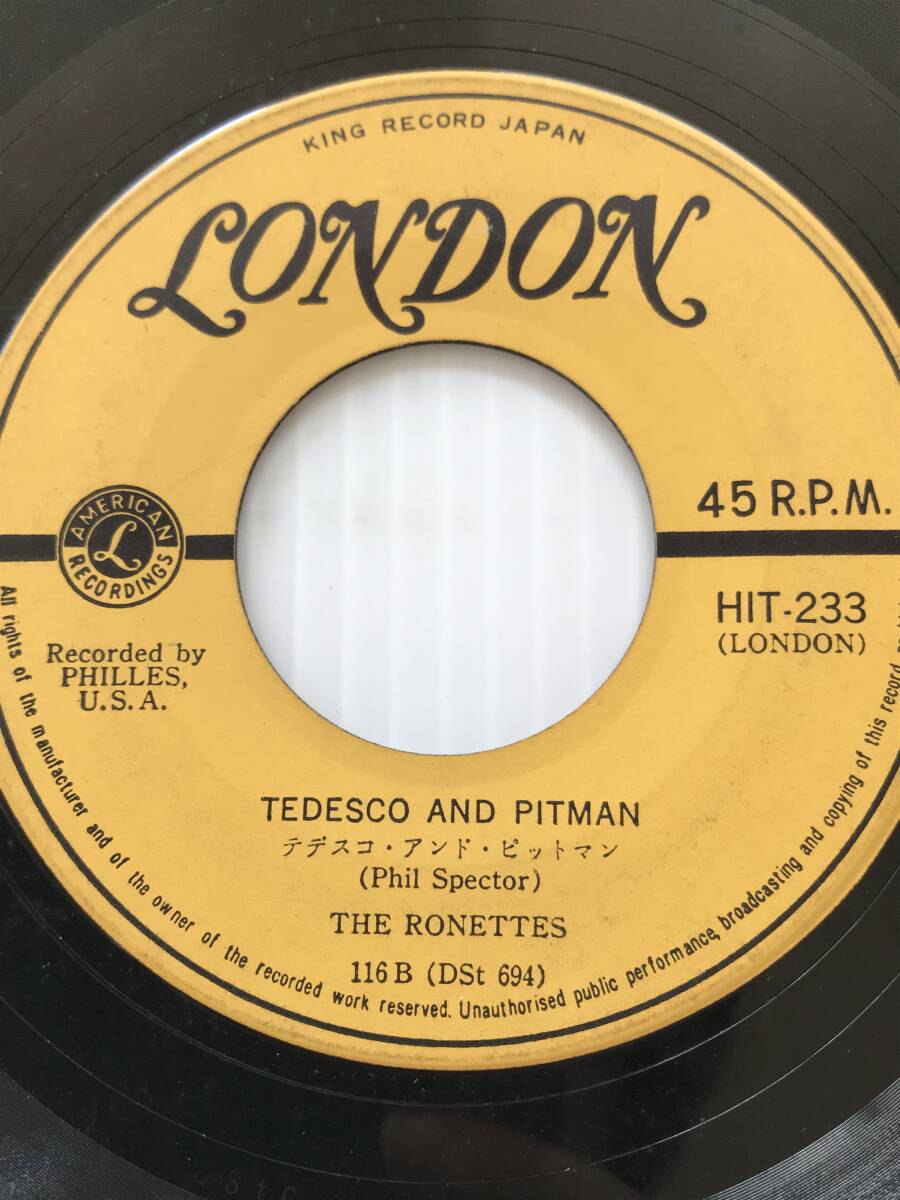 KING RECORD JAPAN
LONDON
45 R.P.M.
AMERICAN
L
RECORDINGS
HIT-233
(LONDON)
Recorded by
PHILLES,
U.S.A.
TEDESCO AND PITMAN
テデスコ・アンド・ピットマン
(Phil Spector)
THE RONETTES
116 B (DSt 694)
All rights of the manufacturer and of the owner of the recorded work reserved. Unauthorised public performance, broadcasting and copying of this record